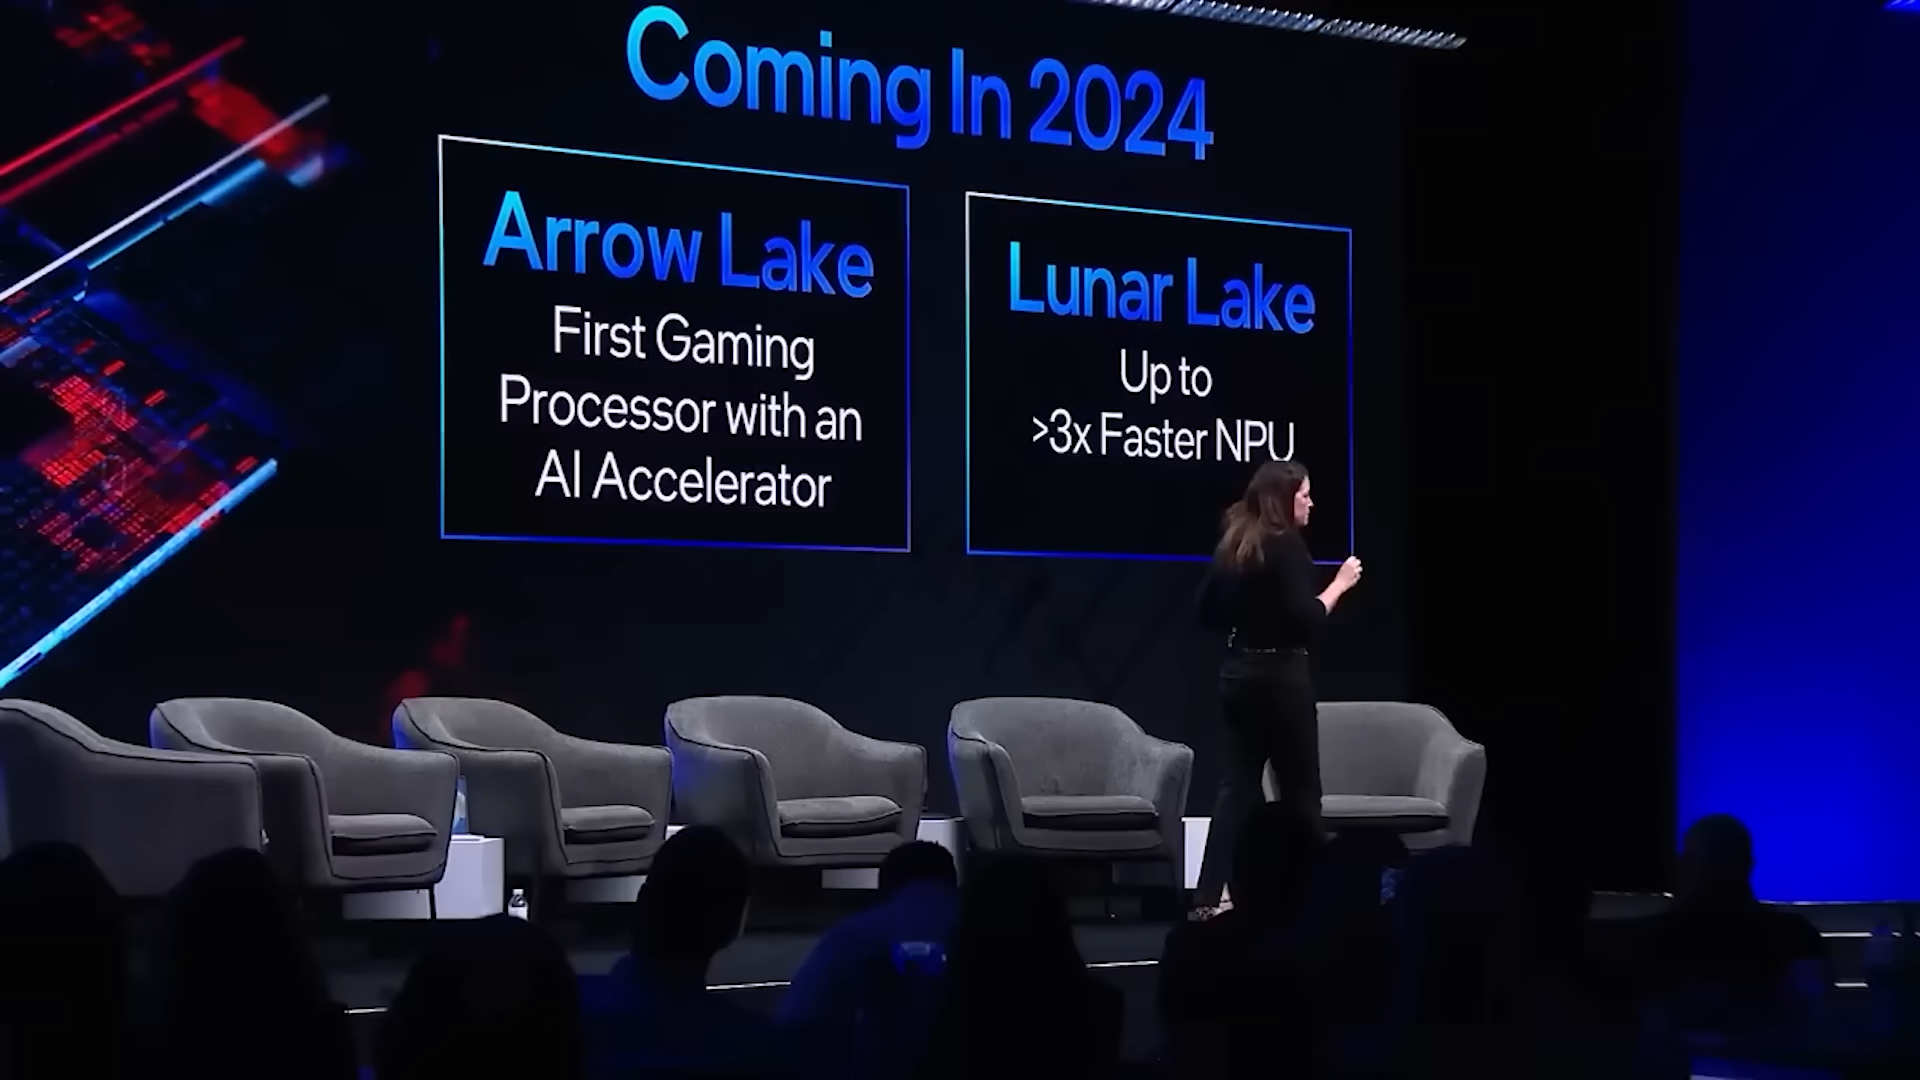 Coming In 2024
Arrow Lake
First Gaming
Processor with an
AI Accelerator
Lunar Lake
Up to
>3x Faster NPU